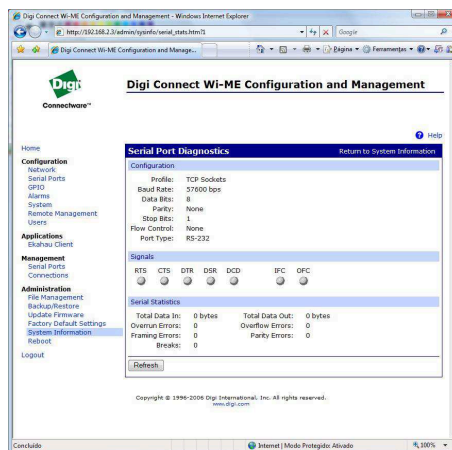 Digi Connect Wi-ME Configuration and Management - Windows Internet Explorer
http://192.168.2.3/admin/sysinfo/serial_stats.htm?1
Google
Digi Connect Wi-ME Configuration and Manage...
Página
Ferramentas
Digi
Connectware™
Digi Connect Wi-ME Configuration and Management
Help
Home
Configuration
Network
Serial Ports
GPIO
Alarms
System
Remote Management
Users
Applications
Ekahau Client
Management
Serial Ports
Connections
Administration
File Management
Backup/Restore
Update Firmware
Factory Default Settings
System Information
Reboot
Logout
Serial Port Diagnostics Return to System Information
Configuration
Profile: TCP Sockets
Baud Rate: 57600 bps
Data Bits: 8
Parity: None
Stop Bits: 1
Flow Control: None
Port Type: RS-232
Signals
RTS CTS DTR DSR DCD IFC OFC
Serial Statistics
Total Data In: 0 bytes Total Data Out: 0 bytes
Overrun Errors: 0 Overflow Errors: 0
Framing Errors: 0 Parity Errors: 0
Breaks: 0
Refresh
Copyright © 1996-2006 Digi International, Inc. All rights reserved.
www.digi.com
Concluído Internet | Modo Protegido: Ativado 100%